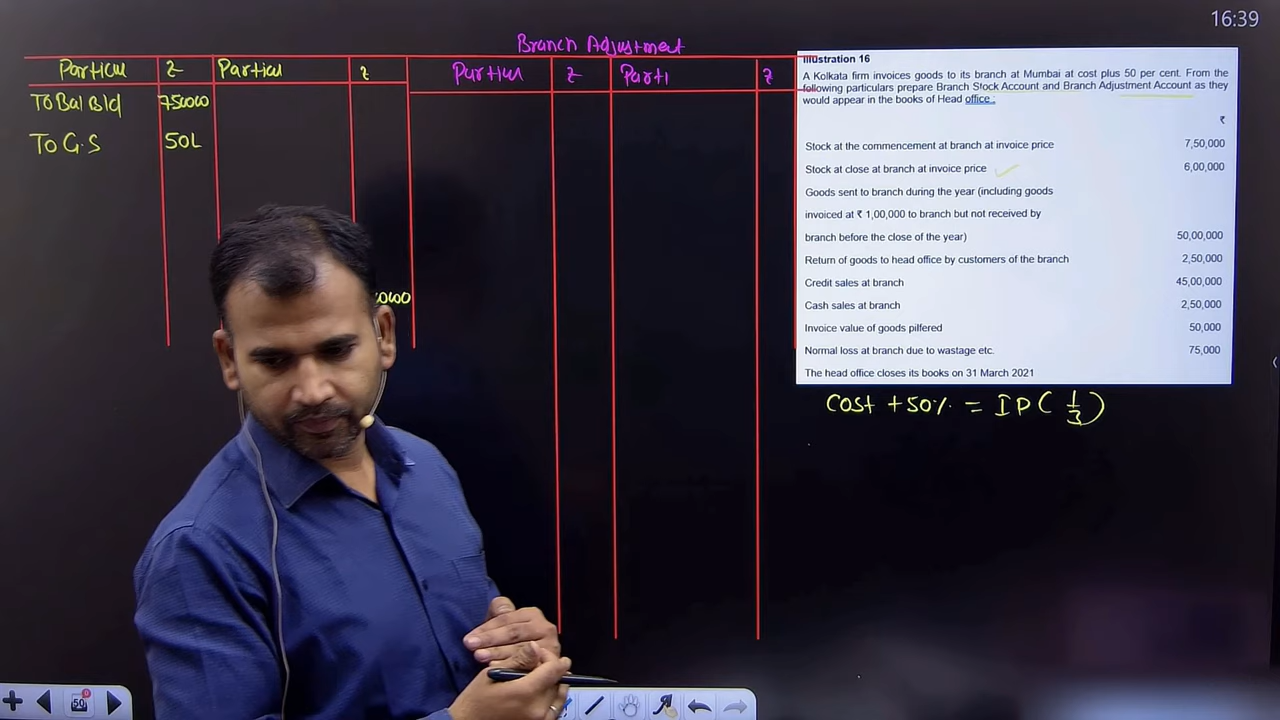 16:39
Branch Adjustment
Particu ₹ Particu ₹ Particu ₹ Parti ₹
To Bal B/d 750000
To G.S 50L
0000
Illustration 16
A Kolkata firm invoices goods to its branch at Mumbai at cost plus 50 per cent. From the
following particulars prepare Branch Stock Account and Branch Adjustment Account as they
would appear in the books of Head office :
₹
Stock at the commencement at branch at invoice price 7,50,000
Stock at close at branch at invoice price 6,00,000
Goods sent to branch during the year (including goods
invoiced at ₹ 1,00,000 to branch but not received by
branch before the close of the year) 50,00,000
Return of goods to head office by customers of the branch 2,50,000
Credit sales at branch 45,00,000
Cash sales at branch 2,50,000
Invoice value of goods pilfered 50,000
Normal loss at branch due to wastage etc. 75,000
The head office closes its books on 31 March 2021
Cost +50% = IP ( 1/3 )
50
0